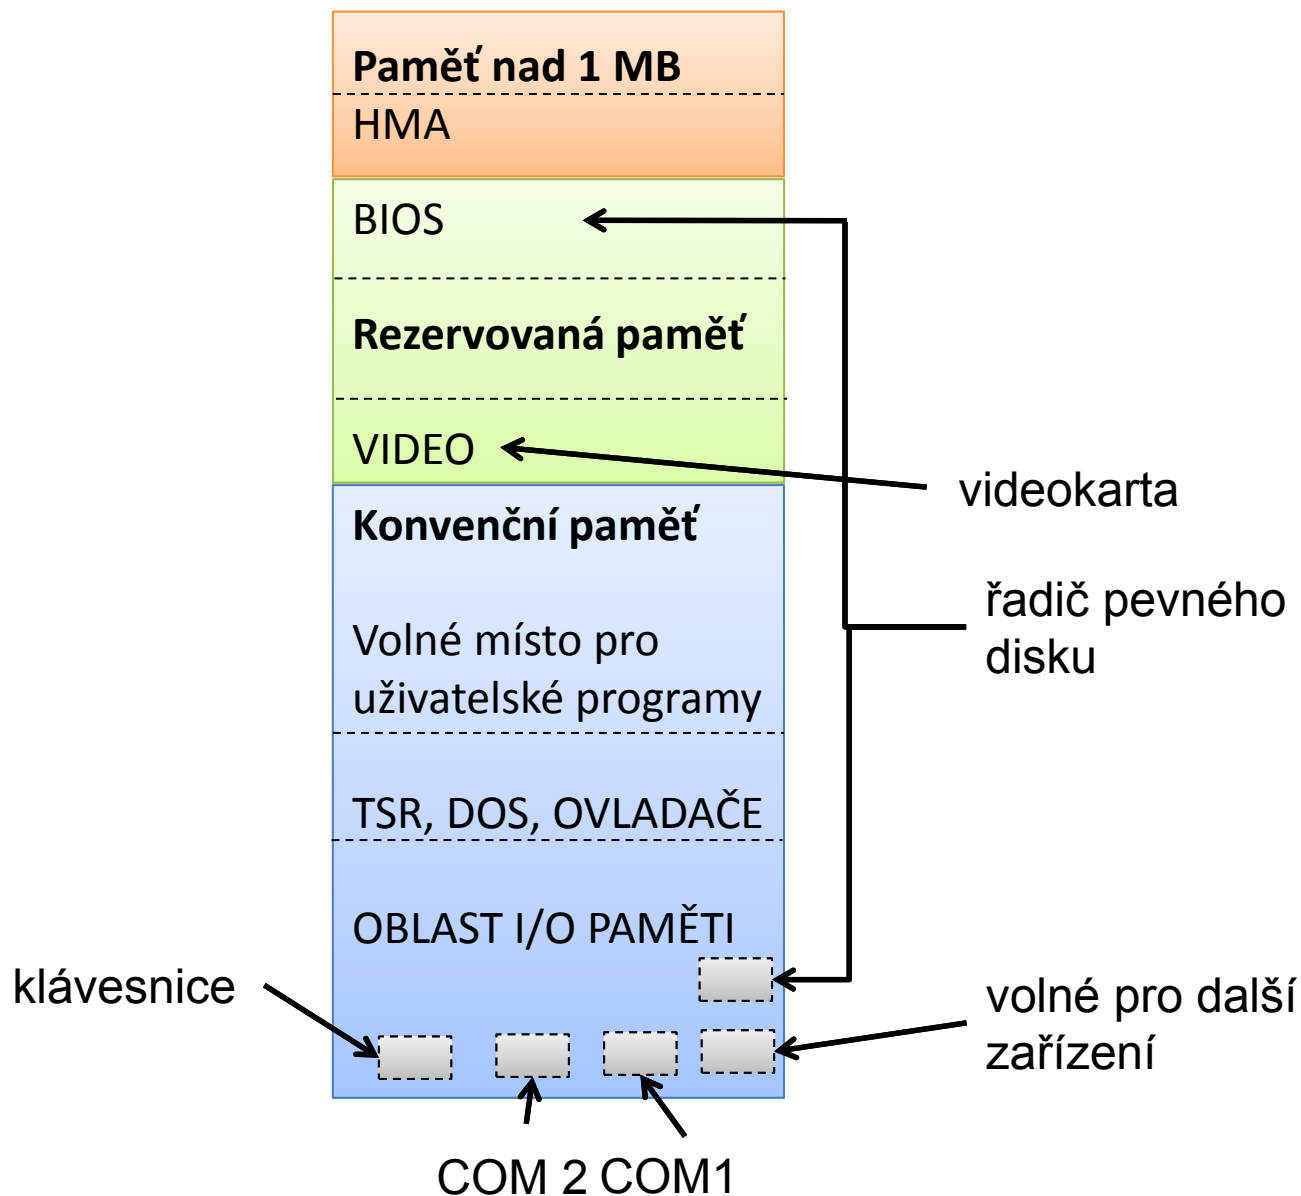 Paměť nad 1 MB
HMA
BIOS
Rezervovaná paměť
VIDEO
videokarta
Konvenční paměť
řadič pevného
disku
Volné místo pro
uživatelské programy
TSR, DOS, OVLADAČE
OBLAST I/O PAMĚTI
klávesnice
volné pro další
zařízení
COM 2 COM1